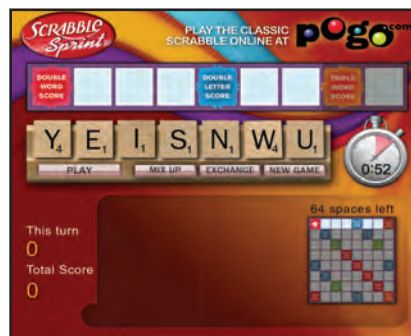 SCRABBLE
Sprint
PLAY THE CLASSIC
SCRABBLE ONLINE AT
pogo.com
DOUBLE
WORD
SCORE
DOUBLE
LETTER
SCORE
TRIPLE
WORD
SCORE
Y4 E1 I1 S1 N1 W4 U1
PLAY MIX UP EXCHANGE NEW GAME
0:52
64 spaces left
This turn
0
Total Score
0